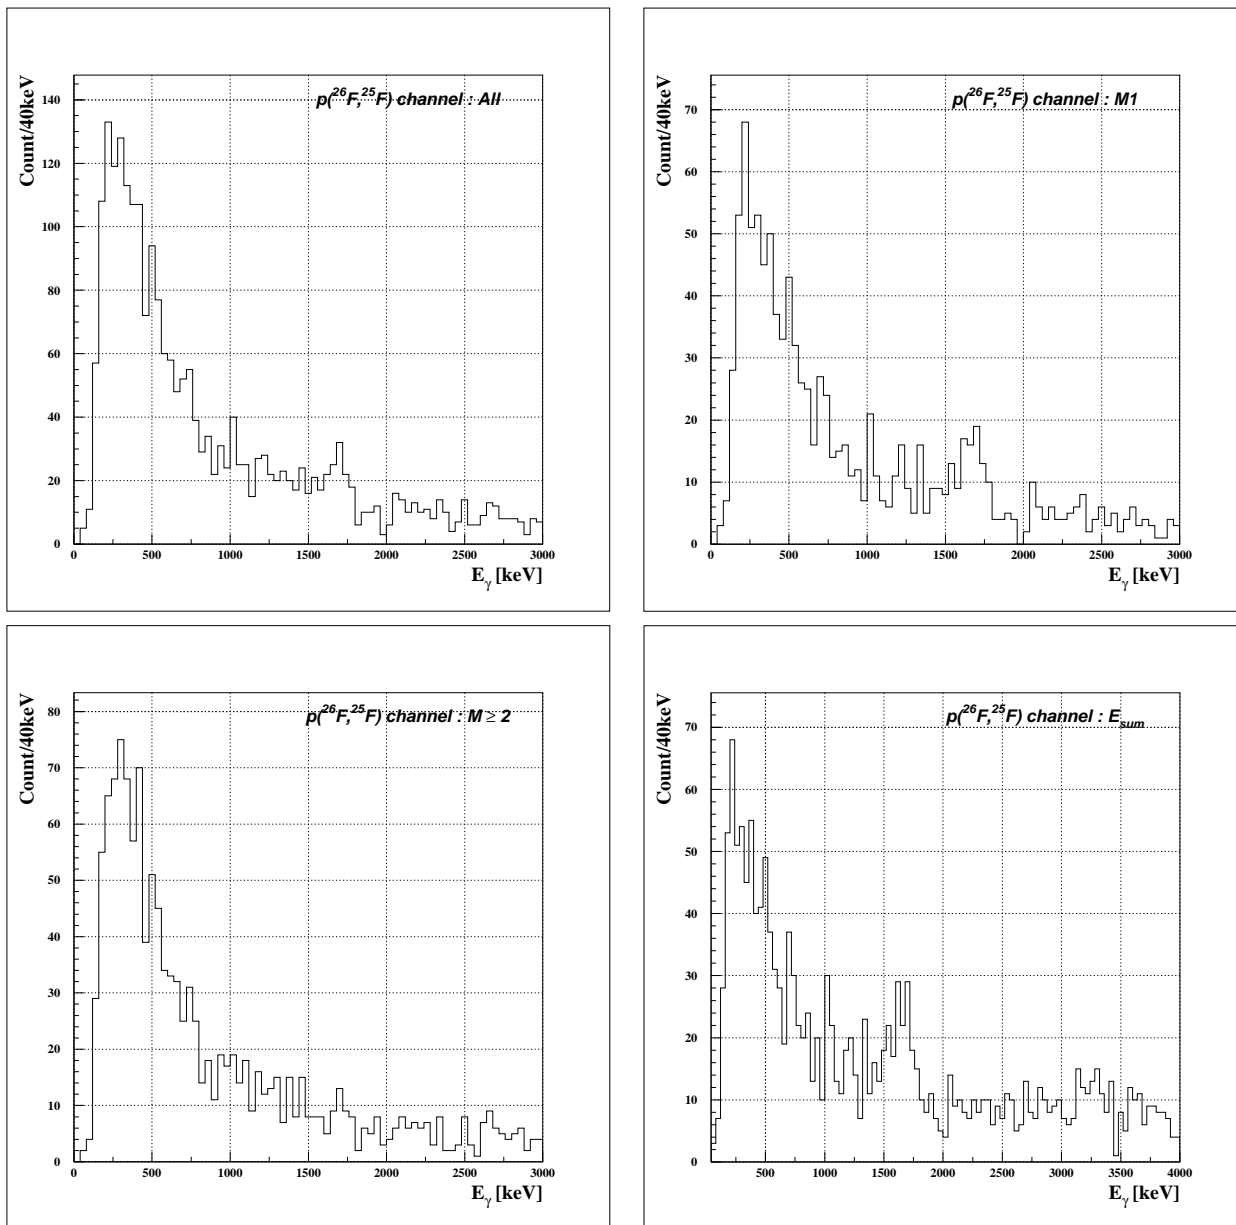 p(²⁶F,²⁵F) channel : All
Count/40keV
140
120
100
80
60
40
20
0
0 500 1000 1500 2000 2500 3000
Eγ [keV]
p(²⁶F,²⁵F) channel : M1
Count/40keV
70
60
50
40
30
20
10
0
0 500 1000 1500 2000 2500 3000
Eγ [keV]
p(²⁶F,²⁵F) channel : M ≥ 2
Count/40keV
80
70
60
50
40
30
20
10
0
0 500 1000 1500 2000 2500 3000
Eγ [keV]
p(²⁶F,²⁵F) channel : Esum
Count/40keV
70
60
50
40
30
20
10
0
500 1000 1500 2000 2500 3000 3500 4000
Eγ [keV]